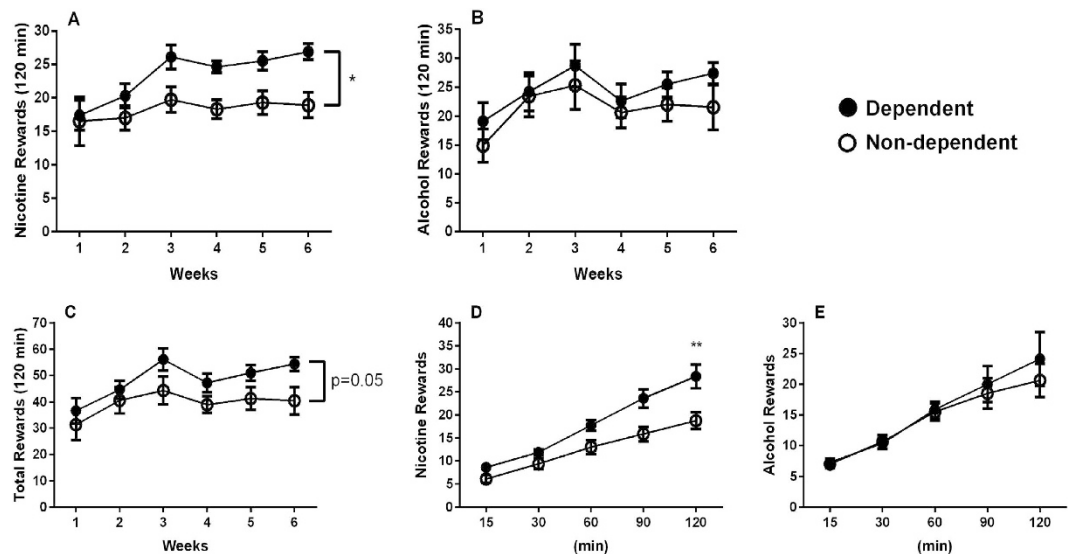 A
Nicotine Rewards (120 min)
30
25
20
15
10
5
0
1 2 3 4 5 6
Weeks
*
B
Alcohol Rewards (120 min)
35
30
25
20
15
10
5
0
1 2 3 4 5 6
Weeks
Dependent
Non-dependent
C
Total Rewards (120 min)
70
60
50
40
30
20
10
0
1 2 3 4 5 6
Weeks
p=0.05
D
Nicotine Rewards
40
35
30
25
20
15
10
5
0
15 30 60 90 120
(min)
**
E
Alcohol Rewards
30
25
20
15
10
5
0
15 30 60 90 120
(min)